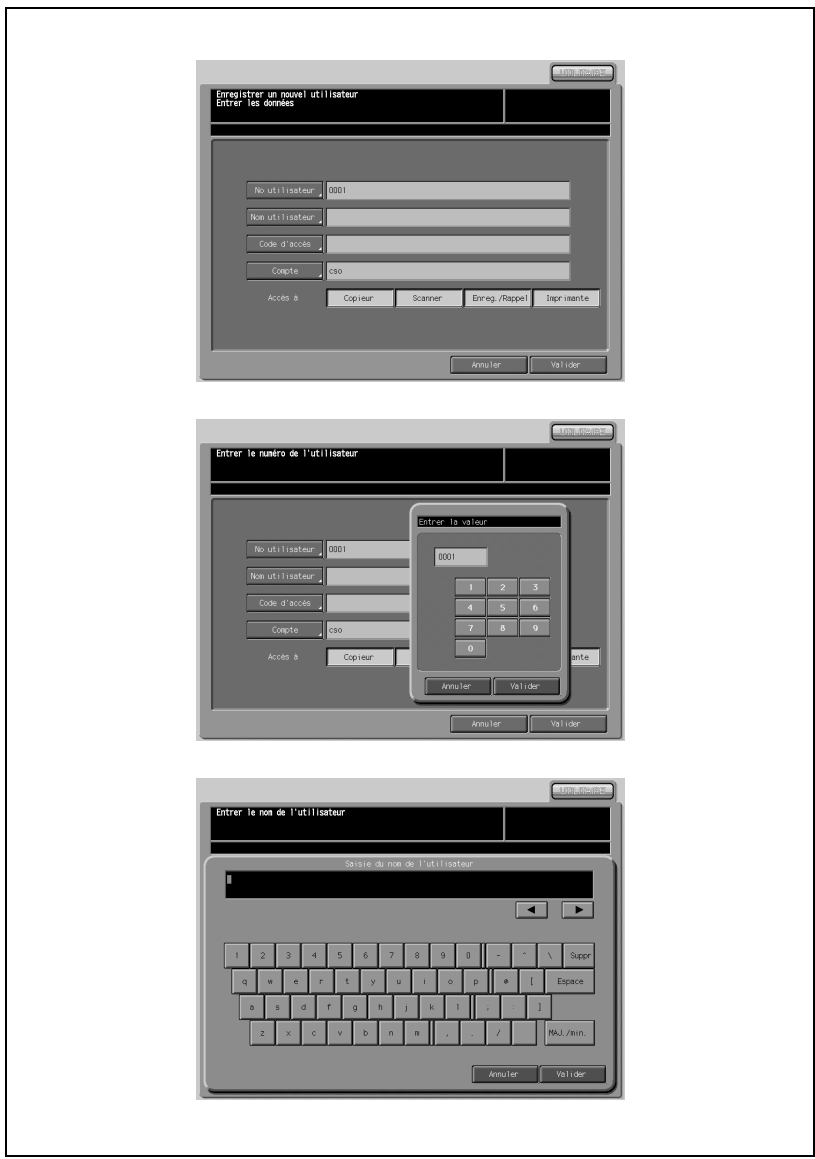 UTILITAIRE
Enregistrer un nouvel utilisateur
Entrer les données
No utilisateur 0001
Nom utilisateur
Code d'accès
Compte cso
Accès à Copieur Scanner Enreg./Rappel Imprimante
Annuler Valider
UTILITAIRE
Entrer le numéro de l'utilisateur
Entrer la valeur
No utilisateur 0001 0001
Nom utilisateur 1 2 3
Code d'accès 4 5 6
Compte cso 7 8 9
0
Accès à Copieur ante
Annuler Valider
Annuler Valider
UTILITAIRE
Entrer le nom de l'utilisateur
Saisie du nom de l'utilisateur
1 2 3 4 5 6 7 8 9 0 - ^ \ Suppr
q w e r t y u i o p @ [ Espace
a s d f g h j k l ; : ]
z x c v b n m , . / MAJ./min.
Annuler Valider